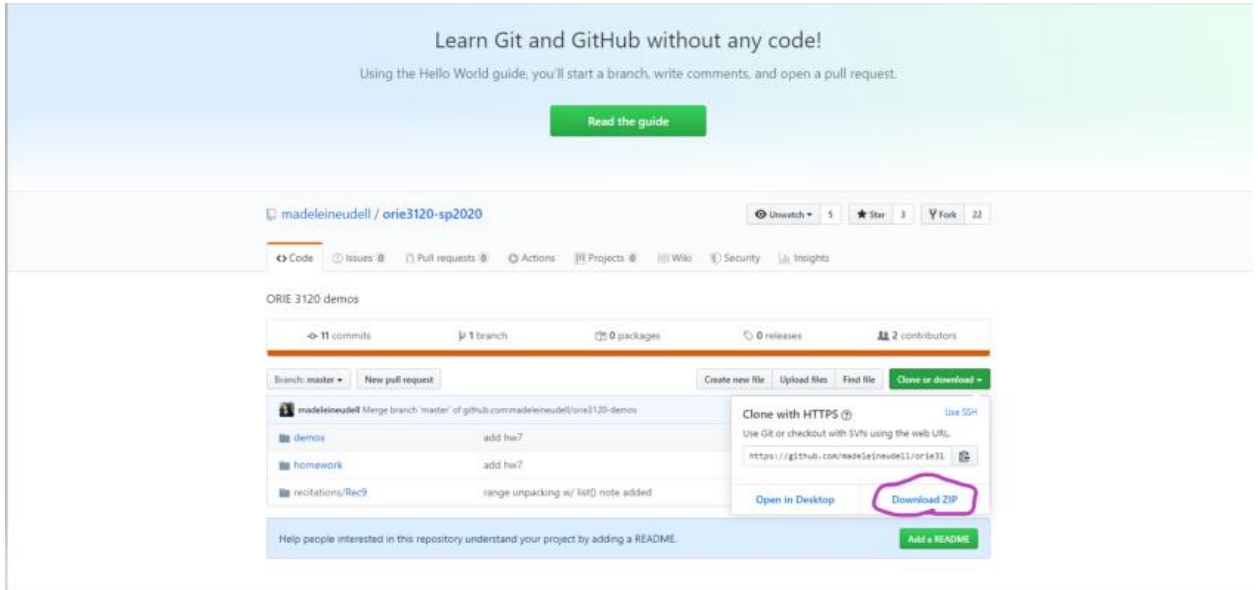 Learn Git and GitHub without any code!
Using the Hello World guide, you'll start a branch, write comments, and open a pull request.
Read the guide
madeleineudell / orie3120-sp2020
Unwatch 5 Star 3 Fork 22
Code Issues 0 Pull requests 0 Actions Projects 0 Wiki Security Insights
ORIE 3120 demos
11 commits 1 branch 0 packages 0 releases 2 contributors
Branch: master New pull request Create new file Upload files Find file Clone or download
madeleineudell Merge branch 'master' of github.com:madeleineudell/orie3120-demos
demos add hw7
homework add hw7
recitations/Rec9 range unpacking w/ list() note added
Clone with HTTPS Use SSH
Use Git or checkout with SVN using the web URL.
https://github.com/madeleineudell/orie31
Open in Desktop Download ZIP
Help people interested in this repository understand your project by adding a README. Add a README